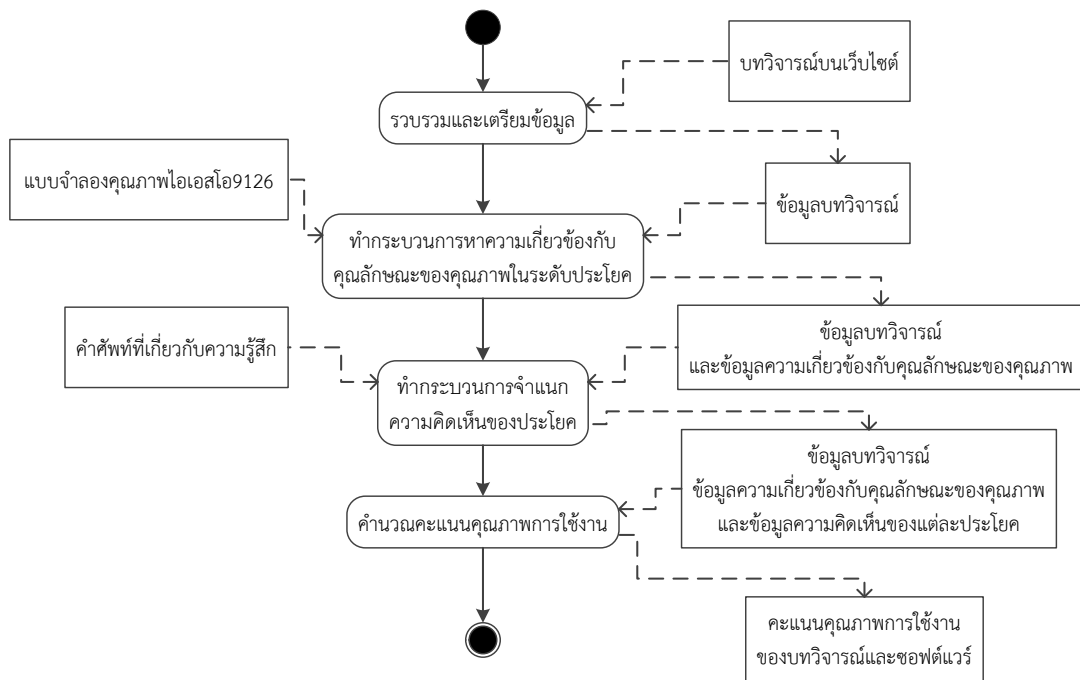 บทวิจารณ์บนเว็บไซต์
รวบรวมและเตรียมข้อมูล
แบบจำลองคุณภาพไอเอสโอ9126
ข้อมูลบทวิจารณ์
ทำกระบวนการหาความเกี่ยวข้องกับ
คุณลักษณะของคุณภาพในระดับประโยค
คำศัพท์ที่เกี่ยวกับความรู้สึก
ข้อมูลบทวิจารณ์
และข้อมูลความเกี่ยวข้องกับคุณลักษณะของคุณภาพ
ทำกระบวนการจำแนก
ความคิดเห็นของประโยค
ข้อมูลบทวิจารณ์
ข้อมูลความเกี่ยวข้องกับคุณลักษณะของคุณภาพ
และข้อมูลความคิดเห็นของแต่ละประโยค
คำนวณคะแนนคุณภาพการใช้งาน
คะแนนคุณภาพการใช้งาน
ของบทวิจารณ์และซอฟต์แวร์